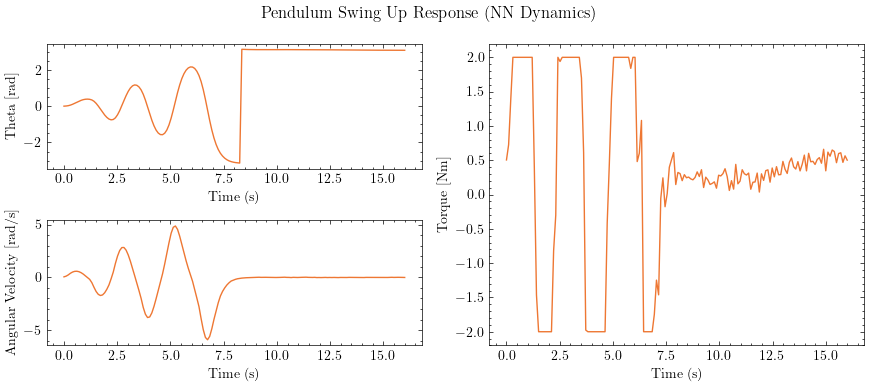 Pendulum Swing Up Response (NN Dynamics)
Theta [rad]
2
0
−2
0.0 2.5 5.0 7.5 10.0 12.5 15.0
Time (s)
Angular Velocity [rad/s]
5
0
−5
0.0 2.5 5.0 7.5 10.0 12.5 15.0
Time (s)
Torque [Nm]
2.0
1.5
1.0
0.5
0.0
−0.5
−1.0
−1.5
−2.0
0.0 2.5 5.0 7.5 10.0 12.5 15.0
Time (s)